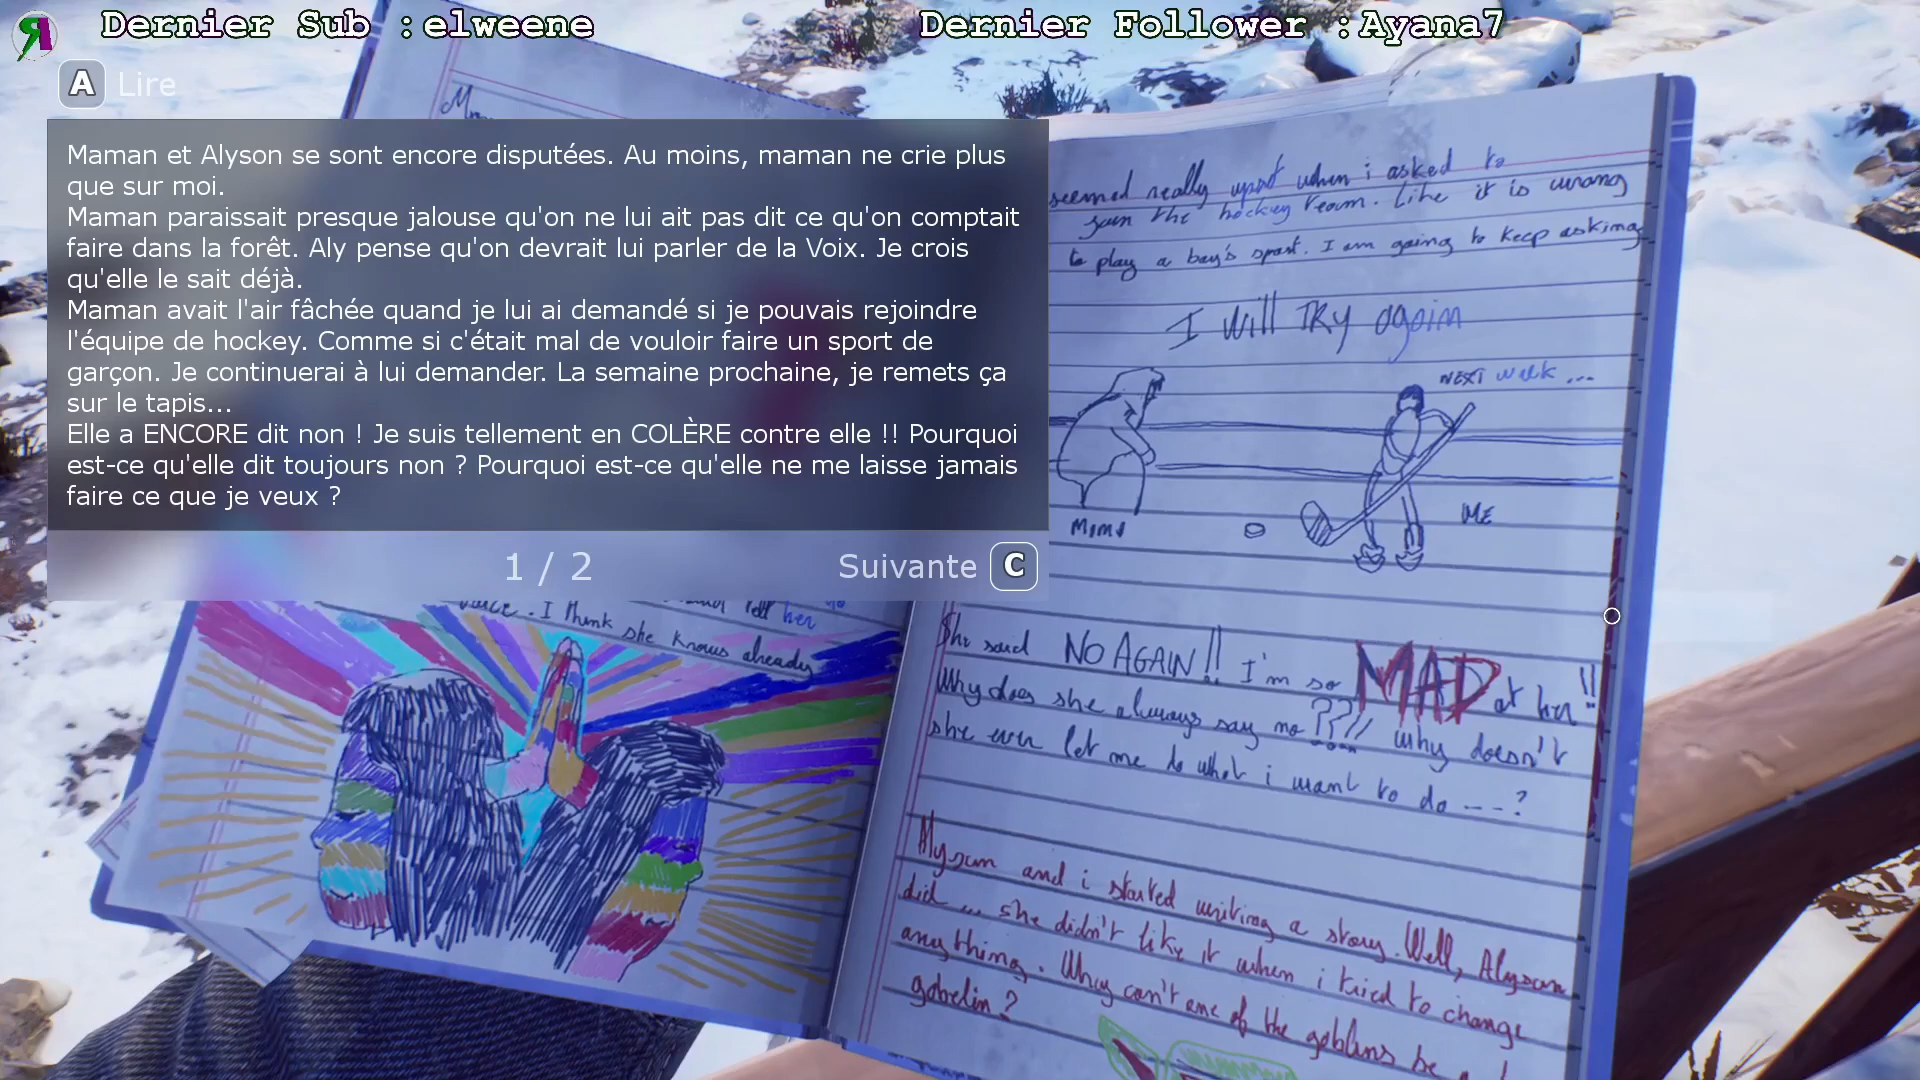 Dernier Sub : elweene
Dernier Follower : Ayana7
A Lire
Maman et Alyson se sont encore disputées. Au moins, maman ne crie plus
que sur moi.
Maman paraissait presque jalouse qu'on ne lui ait pas dit ce qu'on comptait
faire dans la forêt. Aly pense qu'on devrait lui parler de la Voix. Je crois
qu'elle le sait déjà.
Maman avait l'air fâchée quand je lui ai demandé si je pouvais rejoindre
l'équipe de hockey. Comme si c'était mal de vouloir faire un sport de
garçon. Je continuerai à lui demander. La semaine prochaine, je remets ça
sur le tapis...
Elle a ENCORE dit non ! Je suis tellement en COLÈRE contre elle !! Pourquoi
est-ce qu'elle dit toujours non ? Pourquoi est-ce qu'elle ne me laisse jamais
faire ce que je veux ?
1 / 2
Suivante C
tell her
voice. I think she knows already
seemed really upset when i asked to
join the hockey team. Like it is wrong
to play a boy's sport. I am going to keep asking
I will TRY again
NEXT week ...
Mom
ME
She said NO AGAIN!! I'm so MAD at her!!
Why does she always say no ??!! why doesn't
she ever let me do what i want to do ---?
Alyson and i started writing a story. Well, Alyson
did ... she didn't like it when i tried to change
anything. Why can't one of the goblins be a
gobelin?